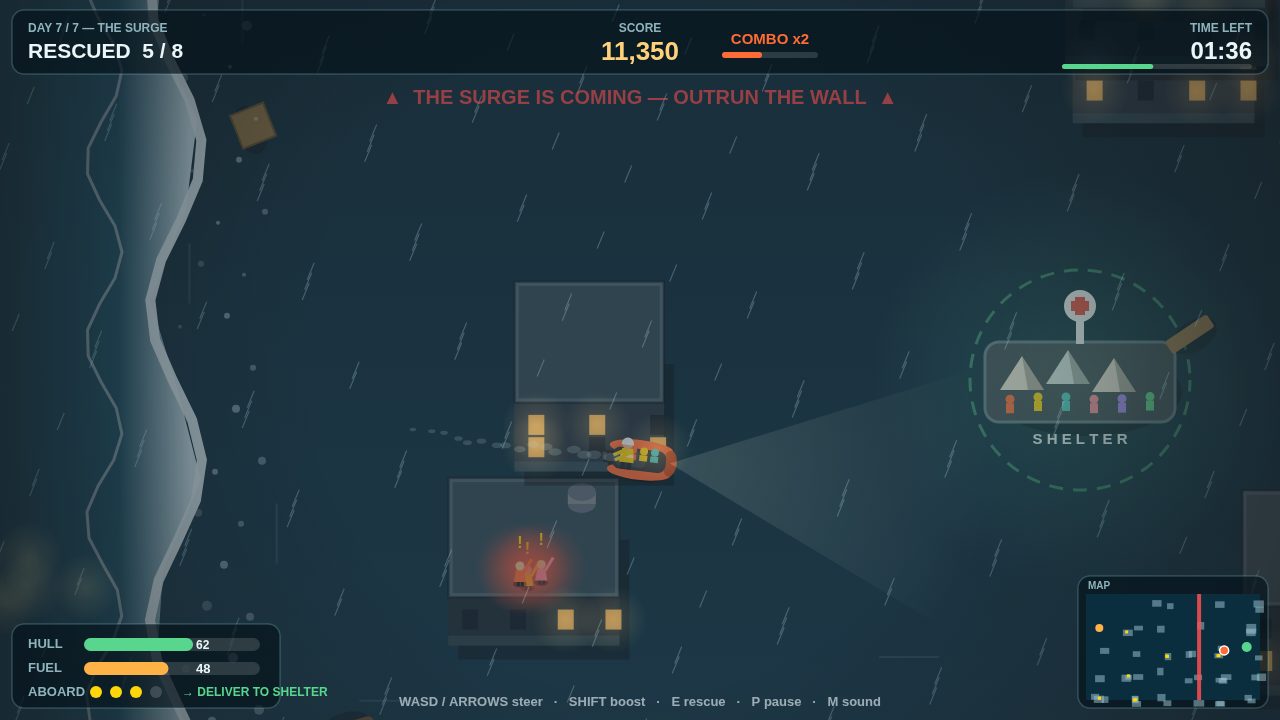 DAY 7 / 7 — THE SURGE
RESCUED 5 / 8
SCORE
11,350
COMBO x2
TIME LEFT
01:36
▲ THE SURGE IS COMING — OUTRUN THE WALL ▲
! ! !
SHELTER
MAP
HULL 62
FUEL 48
ABOARD → DELIVER TO SHELTER
WASD / ARROWS steer · SHIFT boost · E rescue · P pause · M sound